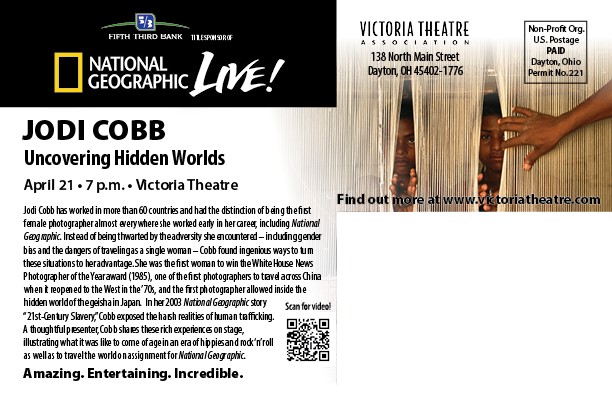 FIFTH THIRD BANK TITLE SPONSOR OF
NATIONAL
GEOGRAPHIC LIVE!
VICTORIA THEATRE
ASSOCIATION
138 North Main Street
Dayton, OH 45402-1776
Non-Profit Org.
U.S. Postage
PAID
Dayton, Ohio
Permit No. 221
JODI COBB
Uncovering Hidden Worlds
April 21 • 7 p.m. • Victoria Theatre
Find out more at www.victoriatheatre.com
Jodi Cobb has worked in more than 60 countries and had the distinction of being the first
female photographer almost everywhere she worked early in her career, including National
Geographic. Instead of being thwarted by the adversity she encountered – including gender
bias and the dangers of traveling as a single woman – Cobb found ingenious ways to turn
these situations to her advantage. She was the first woman to win the White House News
Photographer of the Year award (1985), one of the first photographers to travel across China
when it reopened to the West in the '70s, and the first photographer allowed inside the
hidden world of the geisha in Japan. In her 2003 National Geographic story
"21st-Century Slavery," Cobb exposed the harsh realities of human trafficking.
A thoughtful presenter, Cobb shares these rich experiences on stage,
illustrating what it was like to come of age in an era of hippies and rock 'n' roll
as well as to travel the world on assignment for National Geographic.
Scan for video!
Amazing. Entertaining. Incredible.